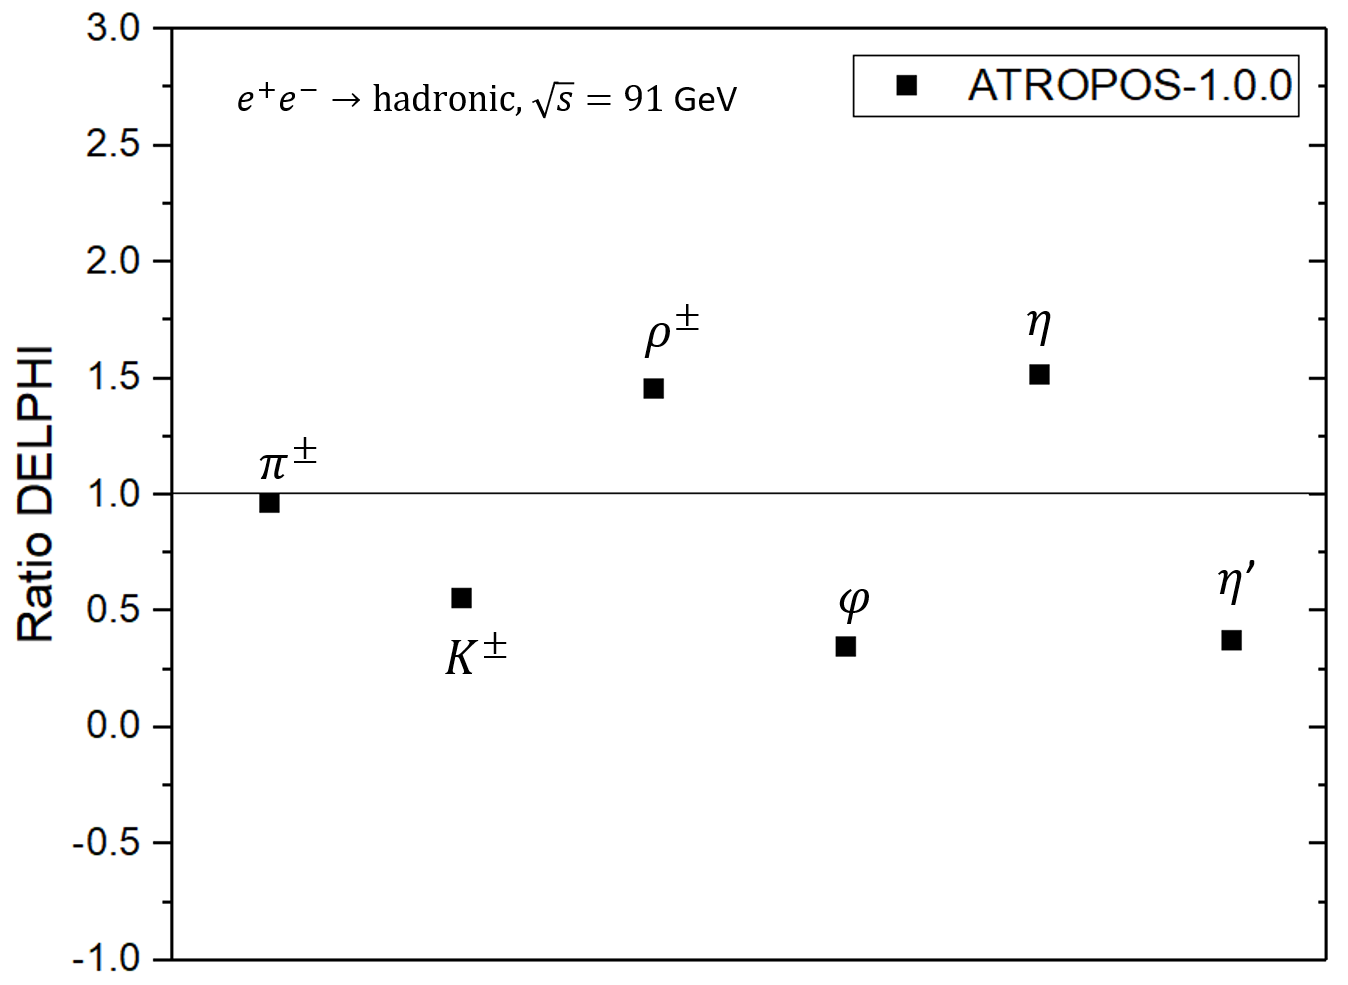 3.0
e⁺e⁻ → hadronic, √s = 91 GeV
ATROPOS-1.0.0
2.5
2.0
ρ±
η
1.5
π±
1.0
η′
φ
0.5
K±
0.0
-0.5
-1.0
Ratio DELPHI